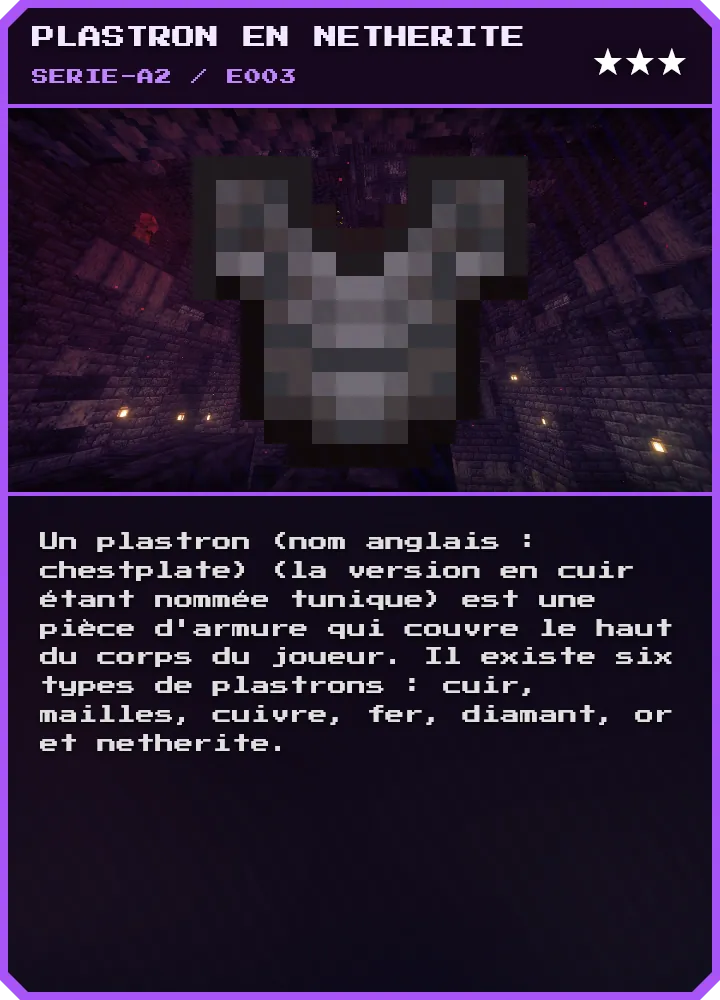 PLASTRON EN NETHERITE
SERIE-A2 / E003
★★★
Un plastron (nom anglais :
chestplate) (la version en cuir
étant nommée tunique) est une
pièce d'armure qui couvre le haut
du corps du joueur. Il existe six
types de plastrons : cuir,
mailles, cuivre, fer, diamant, or
et netherite.